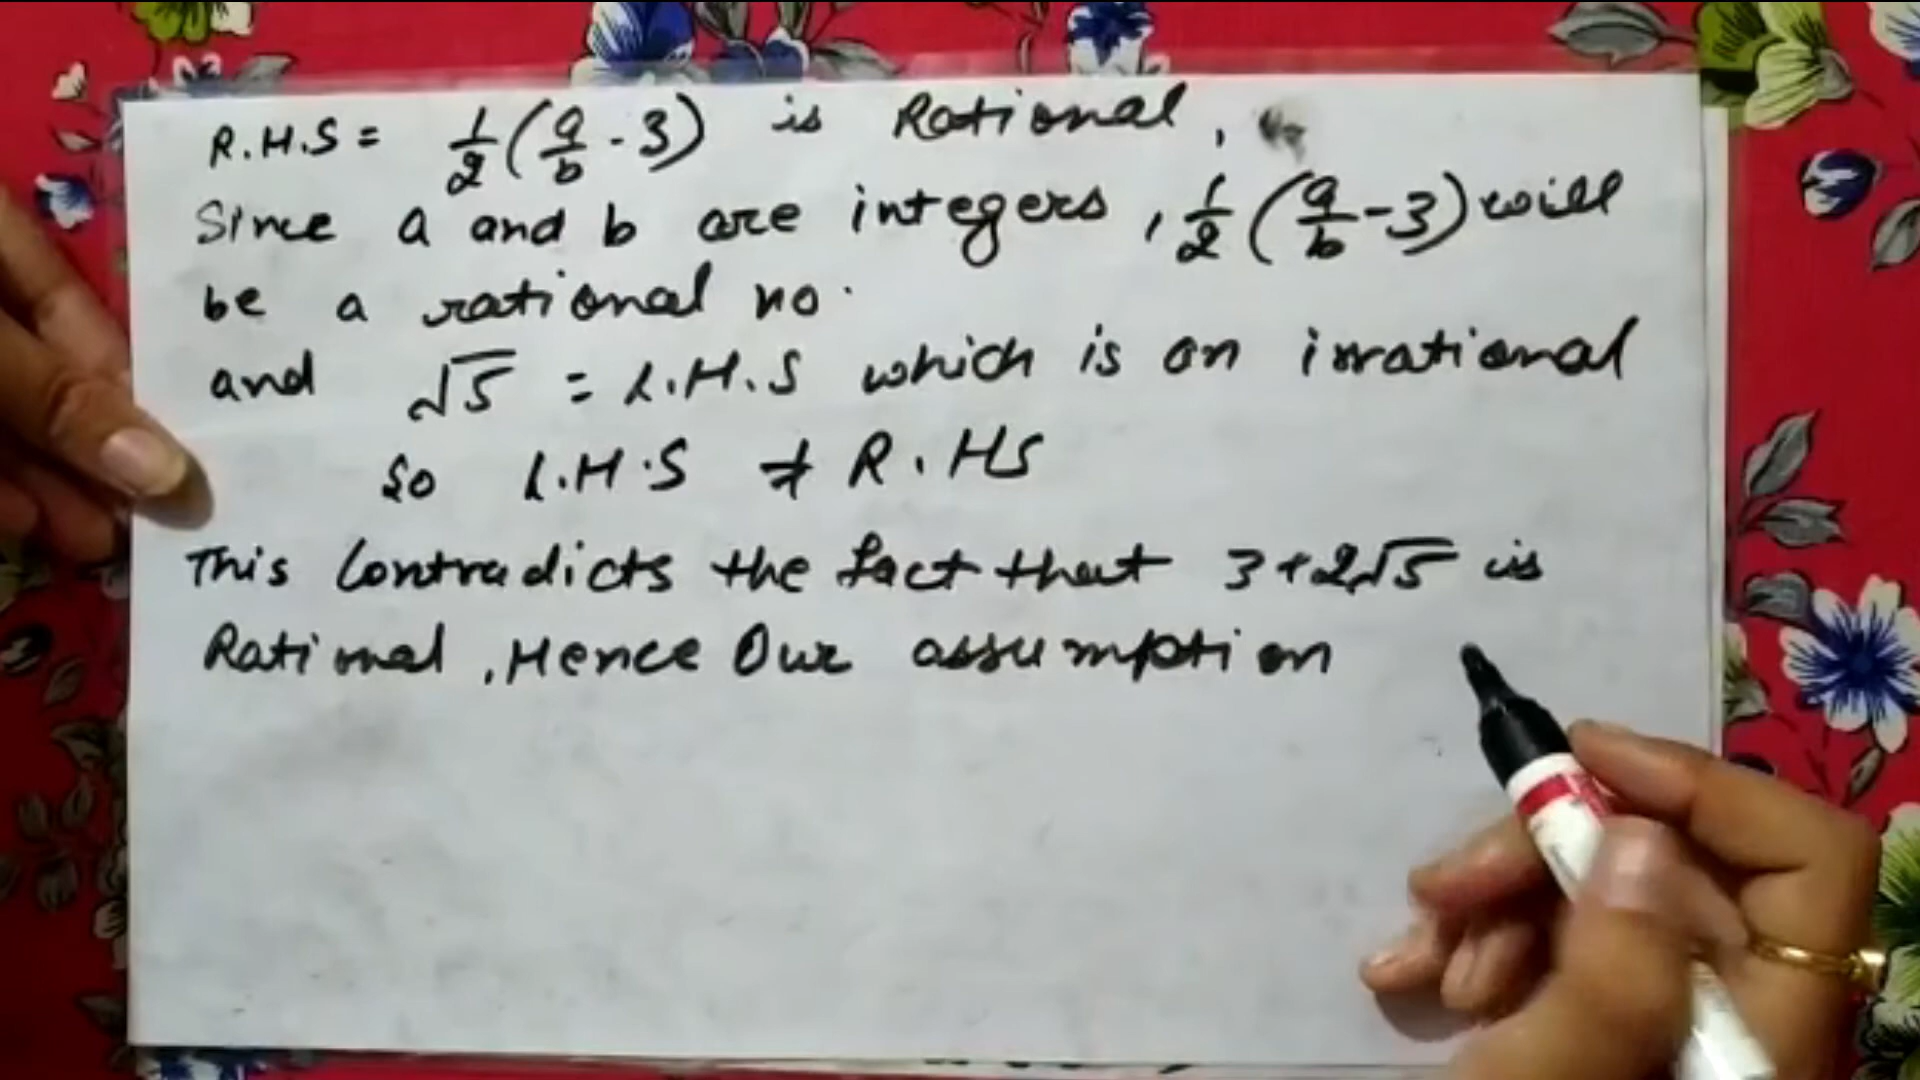 R.H.S = 1/2 (a/b - 3) is Rational,
Since a and b are integers, 1/2 (a/b - 3) will
be a rational no.
and √5 = L.H.S which is an irrational
So L.H.S ≠ R.HS
This Contradicts the fact that 3+2√5 is
Rational, Hence Our assumption